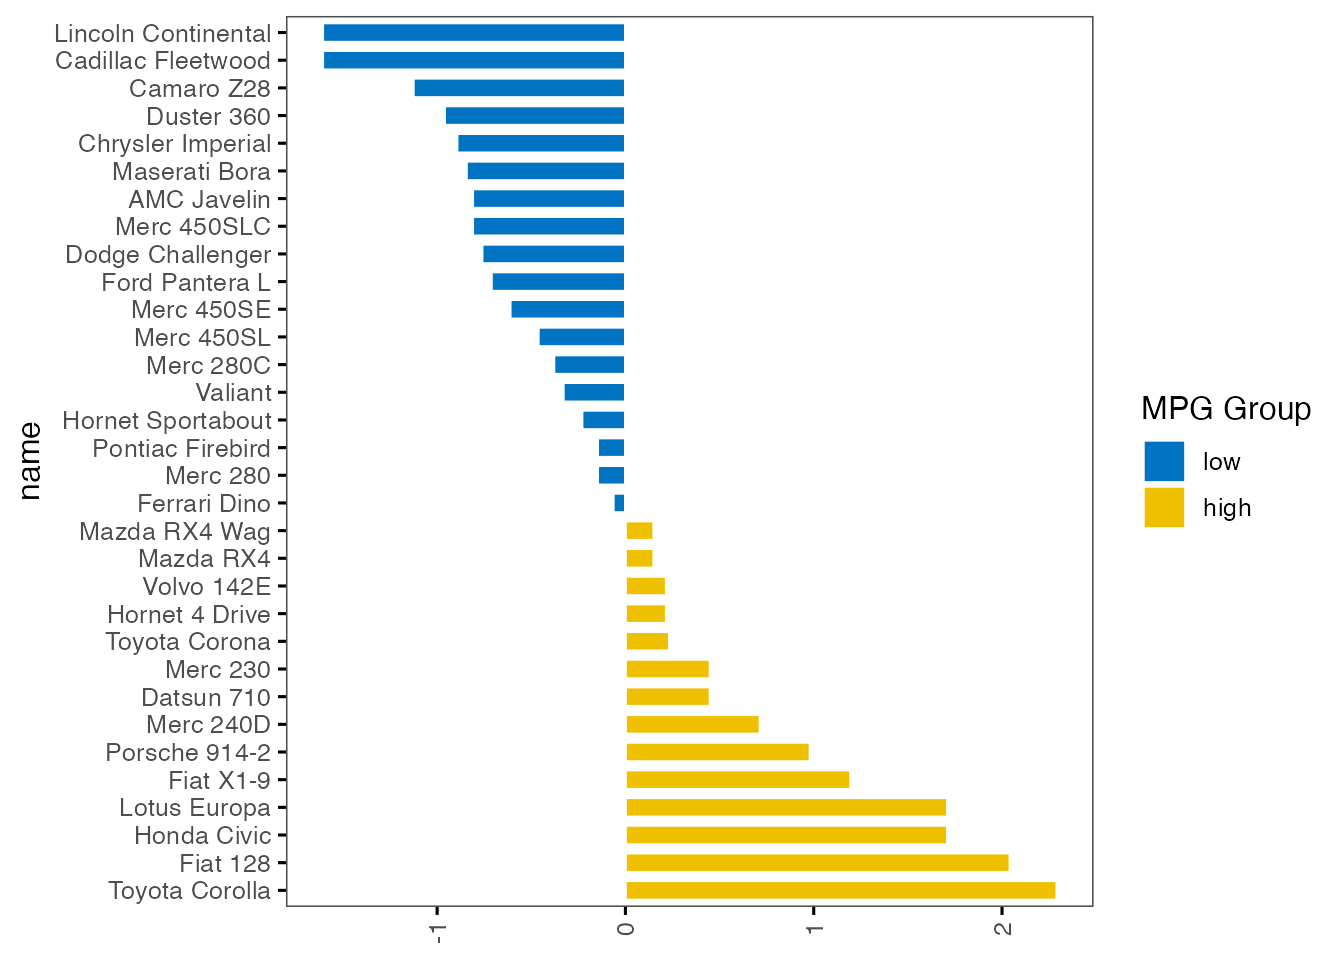 Lincoln Continental
Cadillac Fleetwood
Camaro Z28
Duster 360
Chrysler Imperial
Maserati Bora
AMC Javelin
Merc 450SLC
Dodge Challenger
Ford Pantera L
Merc 450SE
Merc 450SL
Merc 280C
Valiant
Hornet Sportabout
Pontiac Firebird
Merc 280
Ferrari Dino
Mazda RX4 Wag
Mazda RX4
Volvo 142E
Hornet 4 Drive
Toyota Corona
Merc 230
Datsun 710
Merc 240D
Porsche 914-2
Fiat X1-9
Lotus Europa
Honda Civic
Fiat 128
Toyota Corolla
name
-1
0
1
2
MPG Group
low
high